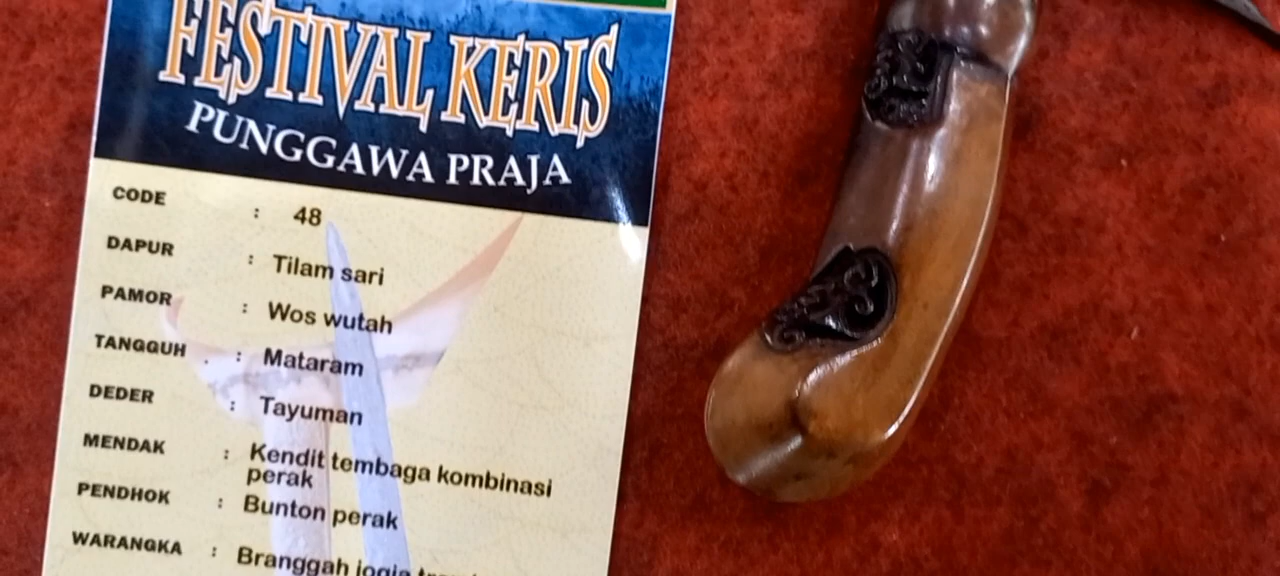 FESTIVAL KERIS
PUNGGAWA PRAJA
CODE : 48
DAPUR : Tilam sari
PAMOR : Wos wutah
TANGGUH : Mataram
DEDER : Tayuman
MENDAK : Kendit tembaga kombinasi
perak
PENDHOK : Bunton perak
WARANGKA : Branggah jogja